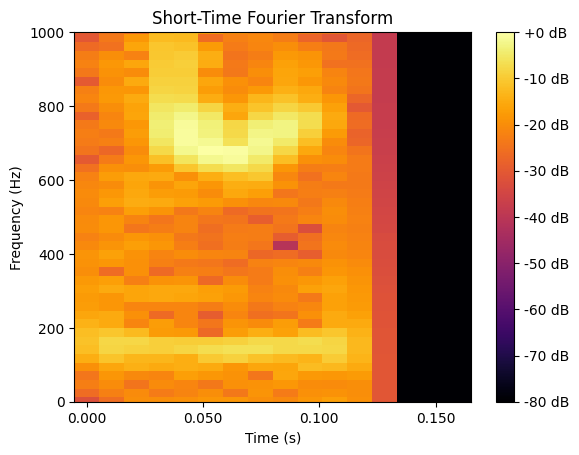 Short-Time Fourier Transform
1000
800
600
400
200
0
Frequency (Hz)
0.000
0.050
0.100
0.150
Time (s)
+0 dB
-10 dB
-20 dB
-30 dB
-40 dB
-50 dB
-60 dB
-70 dB
-80 dB